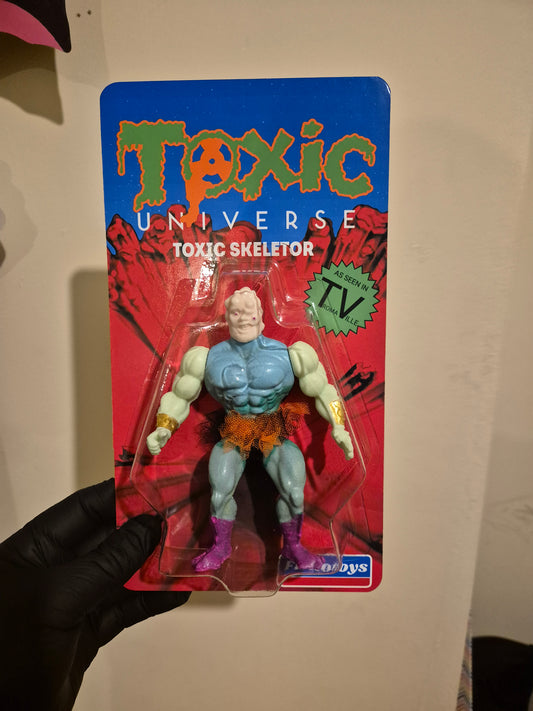 Toxic
UNIVERSE
TOXIC SKELETOR
AS SEEN IN
TV